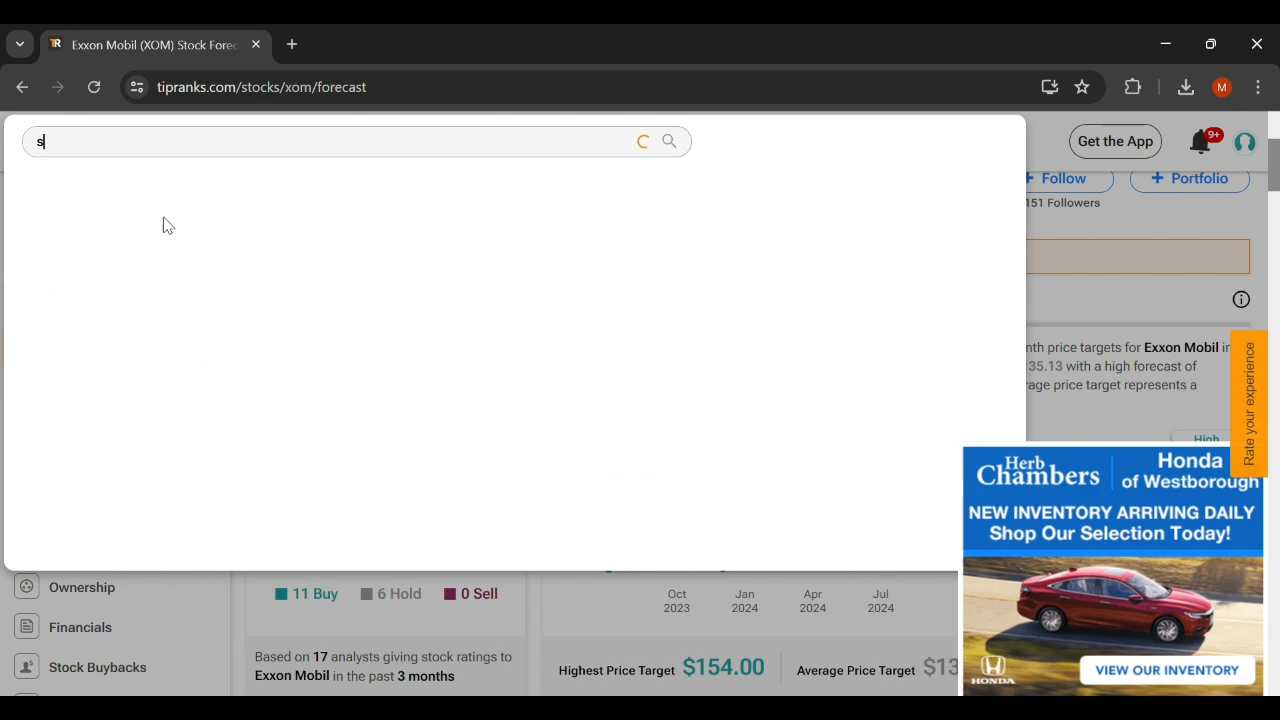 TR Exxon Mobil (XOM) Stock Forec
tipranks.com/stocks/xom/forecast
M
s
Get the App
9+
+ Follow
+ Portfolio
151 Followers
nth price targets for Exxon Mobil in
35.13 with a high forecast of
rage price target represents a
High
Rate your experience
Herb Chambers
Honda of Westborough
NEW INVENTORY ARRIVING DAILY
Shop Our Selection Today!
HONDA
VIEW OUR INVENTORY
Ownership
Financials
Stock Buybacks
11 Buy 6 Hold 0 Sell
Based on 17 analysts giving stock ratings to
Exxon Mobil in the past 3 months
Oct Jan Apr Jul
2023 2024 2024 2024
Highest Price Target $154.00 Average Price Target $13